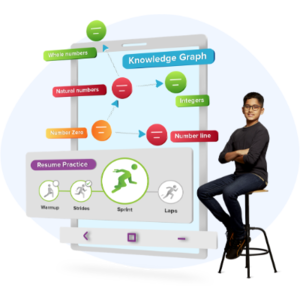 Whole numbers
Knowledge Graph
Natural numbers
Integers
Number Zero
Number line
Resume Practice
Warmup
Strides
Sprint
Laps